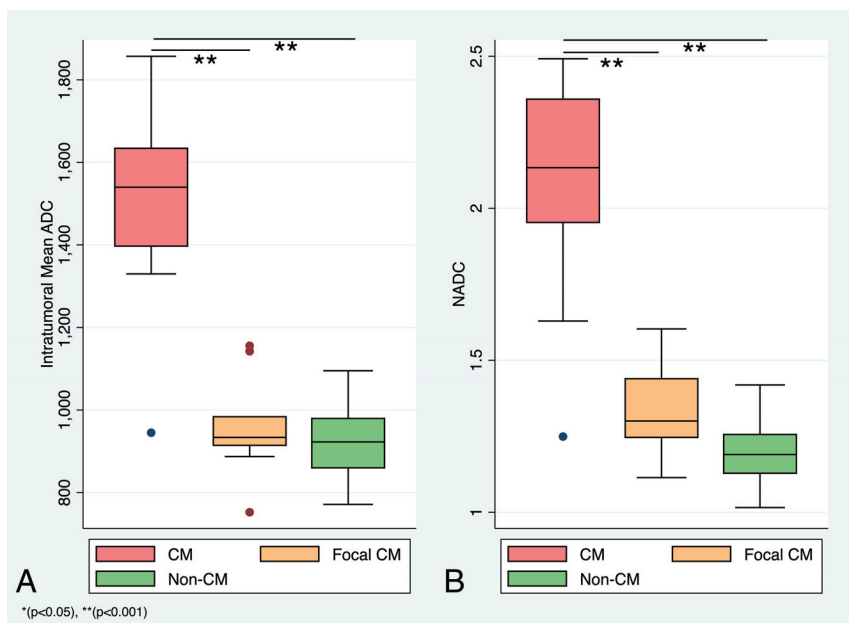 ** **
1,800
1,600
1,400
1,200
1,000
800
Intratumoral Mean ADC
** **
2.5
2
1.5
1
NADC
A
CM Focal CM
Non-CM
B
CM Focal CM
Non-CM
*(p<0.05), **(p<0.001)